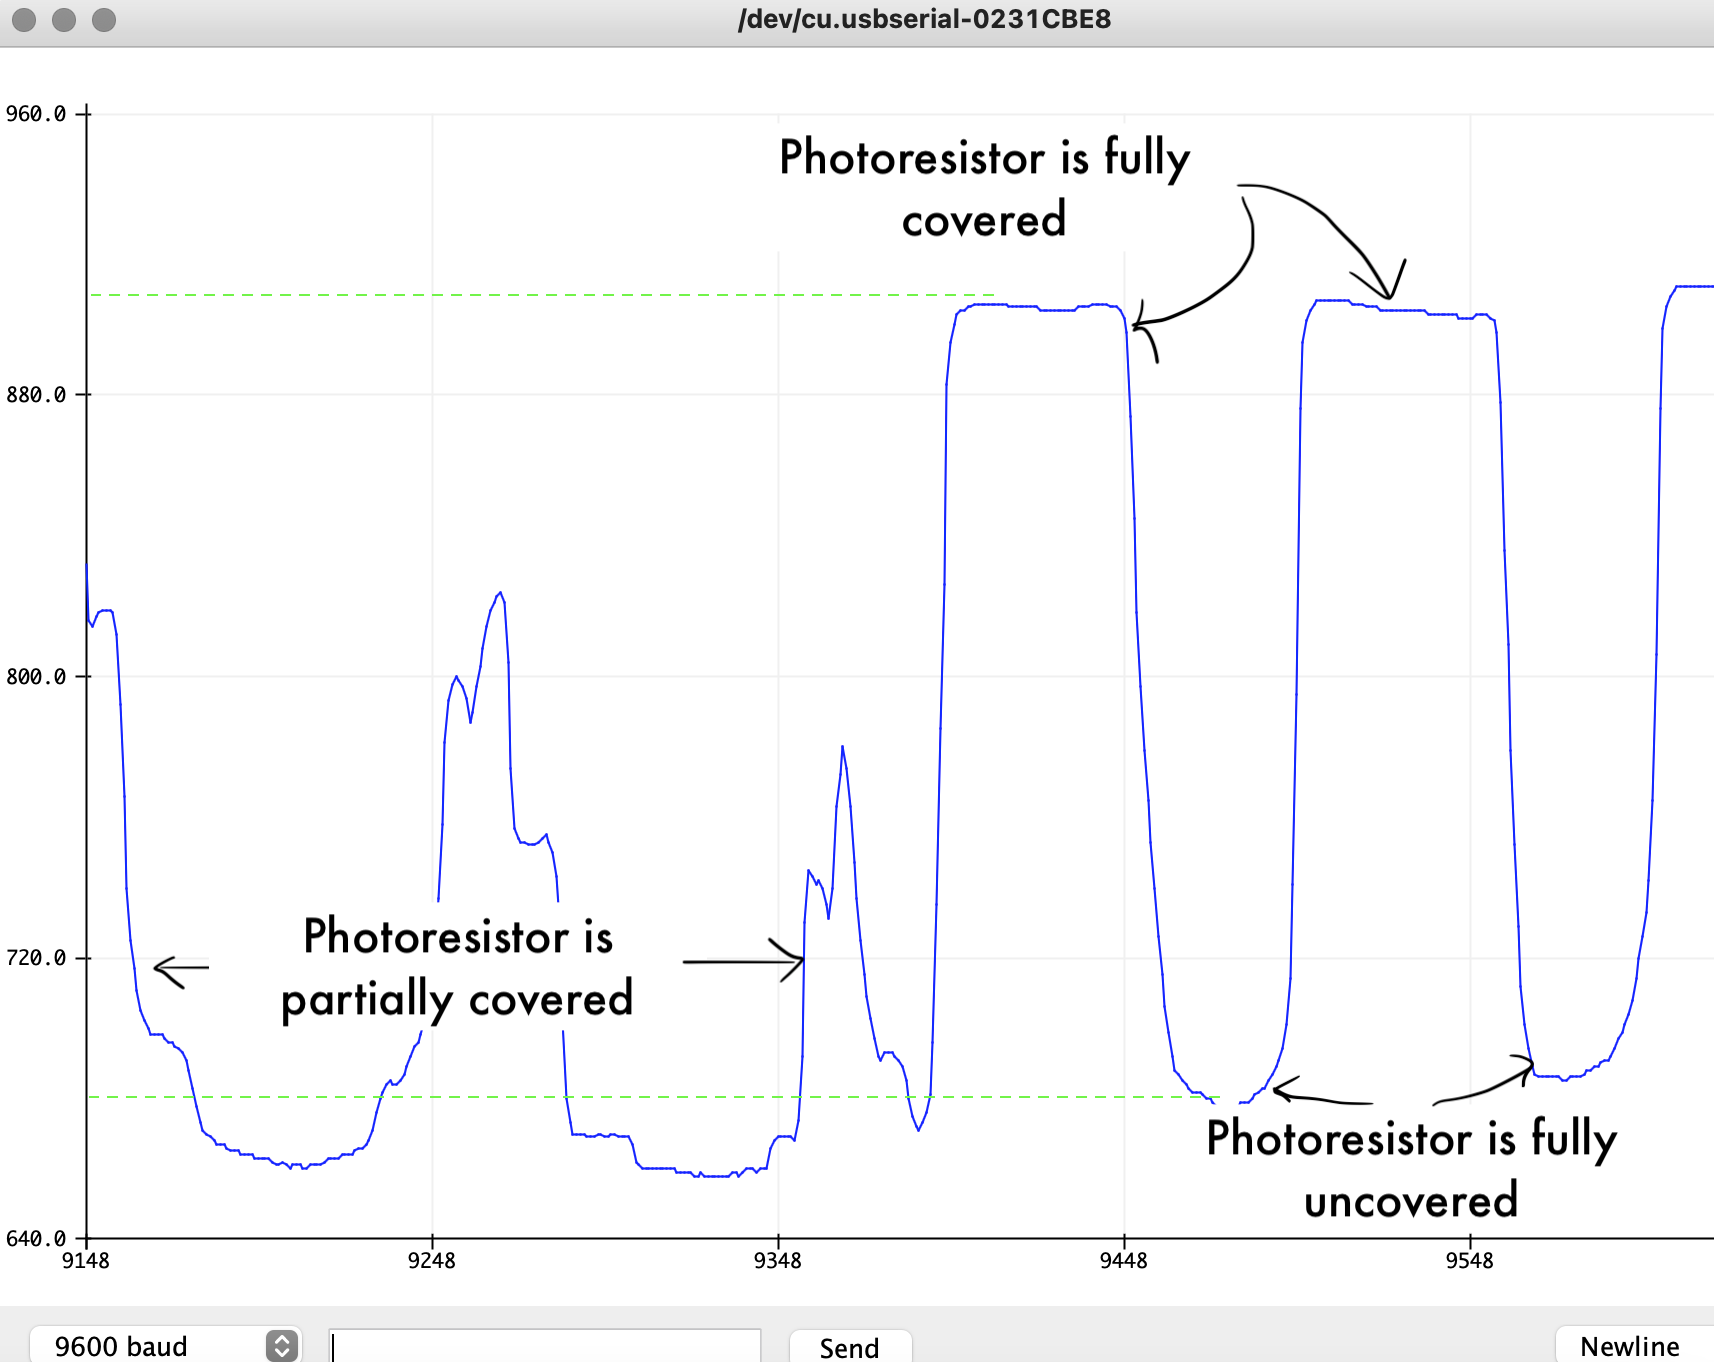 /dev/cu.usbserial-0231CBE8
960.0
Photoresistor is fully
covered
880.0
800.0
Photoresistor is
720.0
partially covered
Photoresistor is fully
uncovered
640.0
9148
9248
9348
9448
9548
9600 baud
Send
Newline